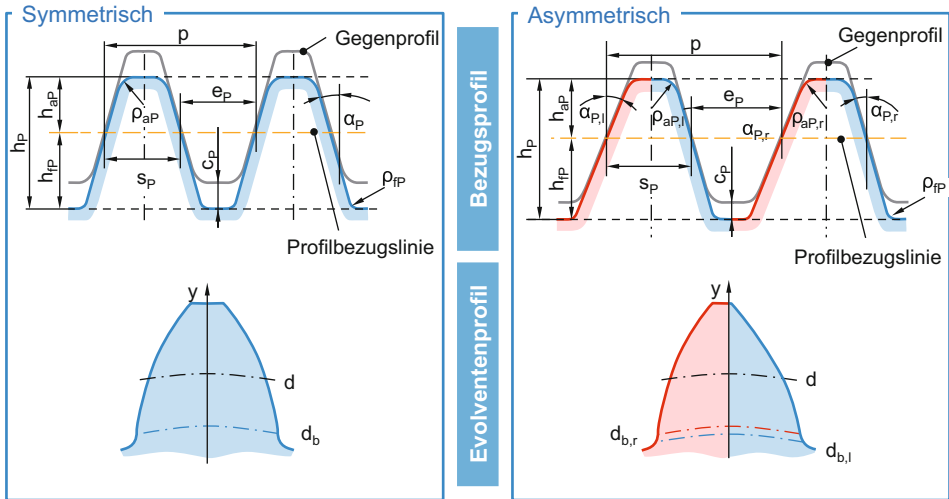 Symmetrisch
p
Gegenprofil
h_P
h_aP
h_fP
ρ_aP
e_P
α_P
s_P
c_P
ρ_fP
Profilbezugslinie
y
d
d_b
Bezugsprofil
Evolventenprofil
Asymmetrisch
p
Gegenprofil
h_P
h_aP
h_fP
α_P,l
ρ_aP,l
e_P
α_P,r
ρ_aP,r
α_P,r
s_P
c_P
ρ_fP
Profilbezugslinie
y
d
d_b,r
d_b,l